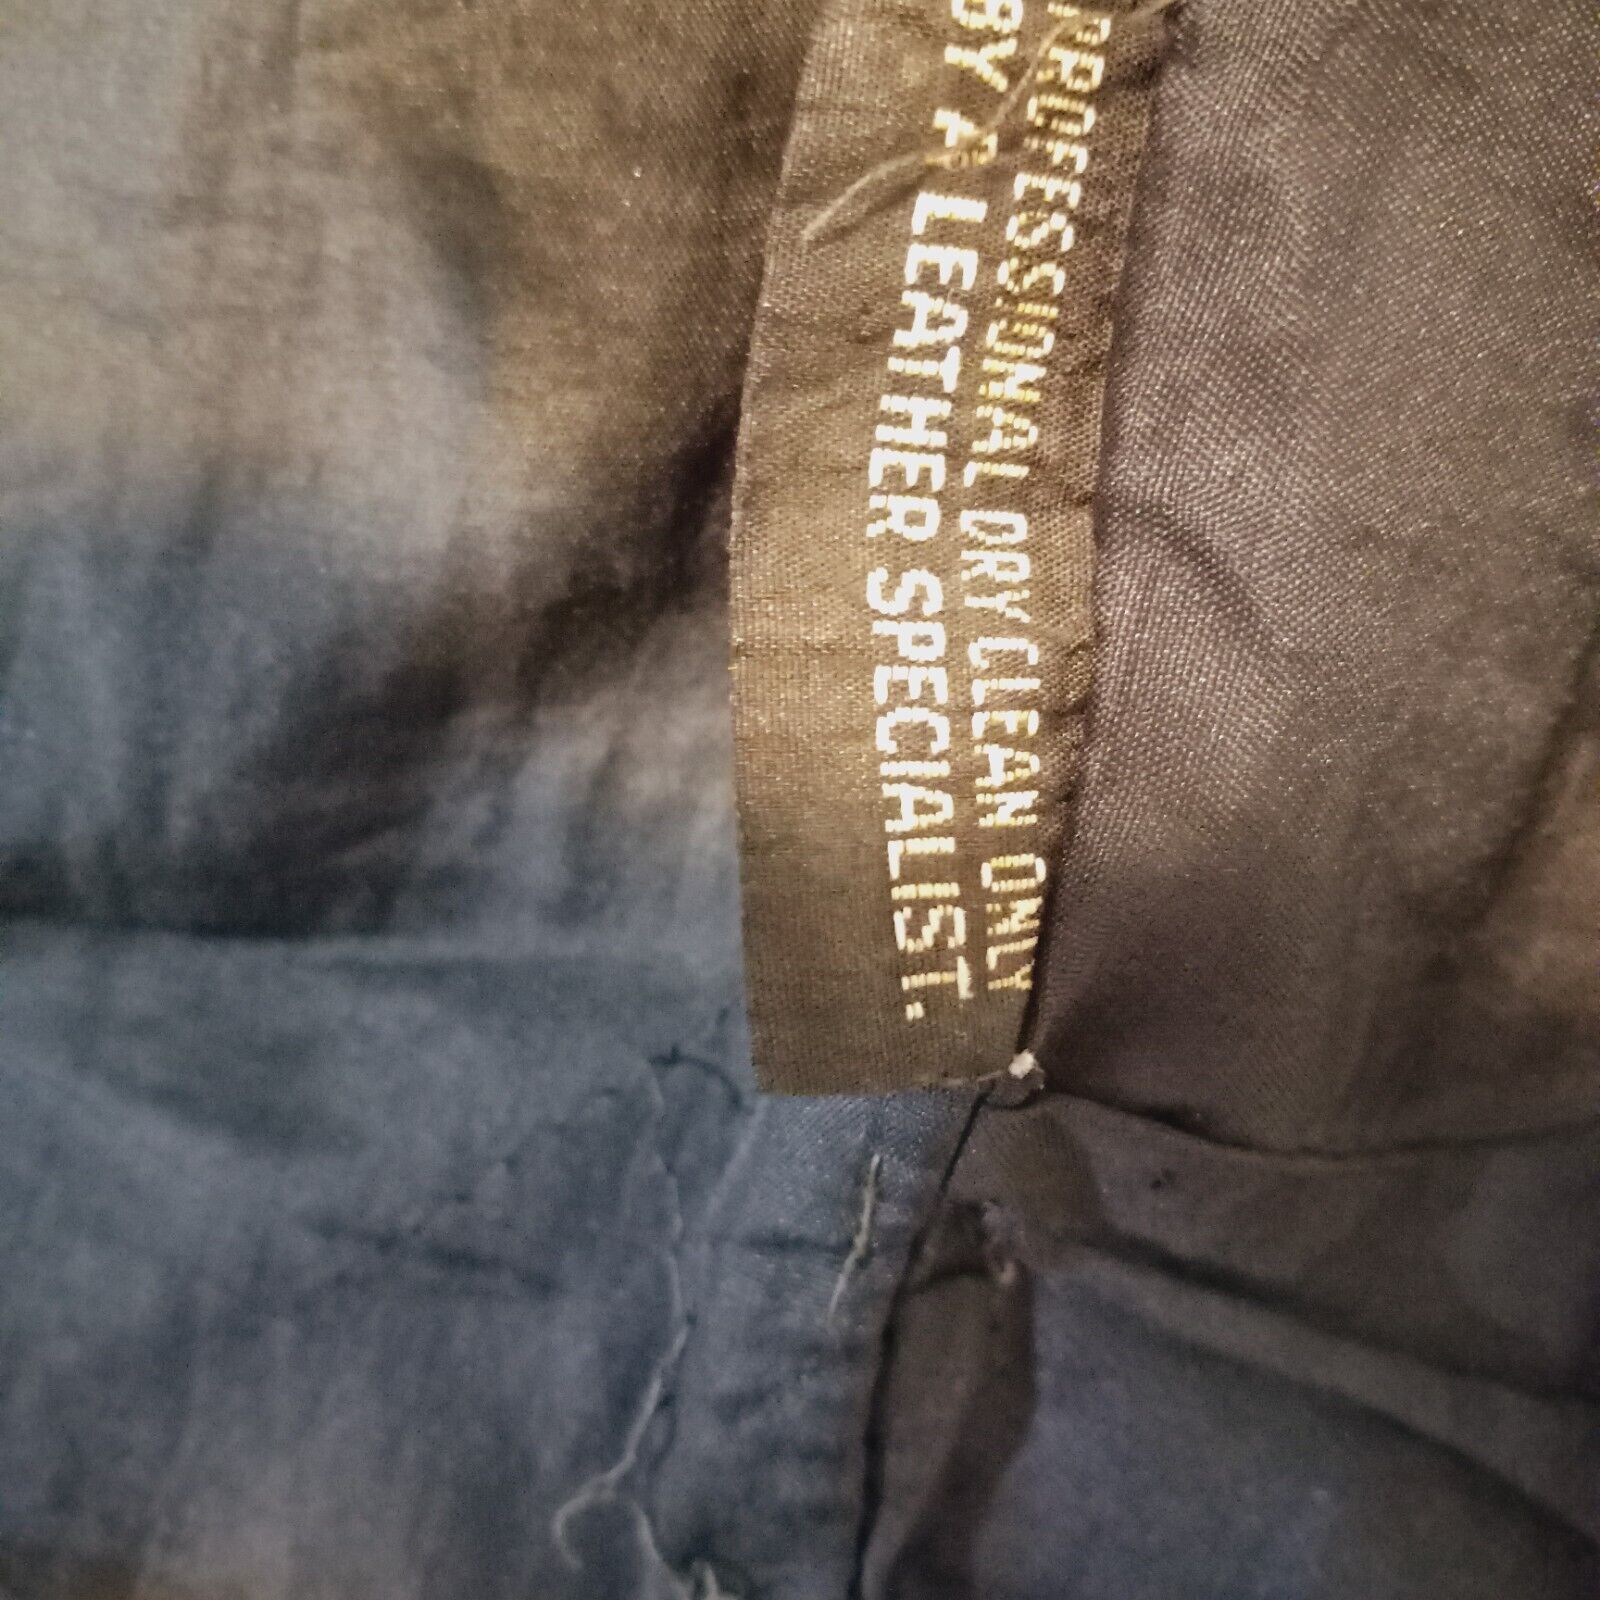 PROFESSIONAL DRY CLEAN ONLY
BY A LEATHER SPECIALIST.